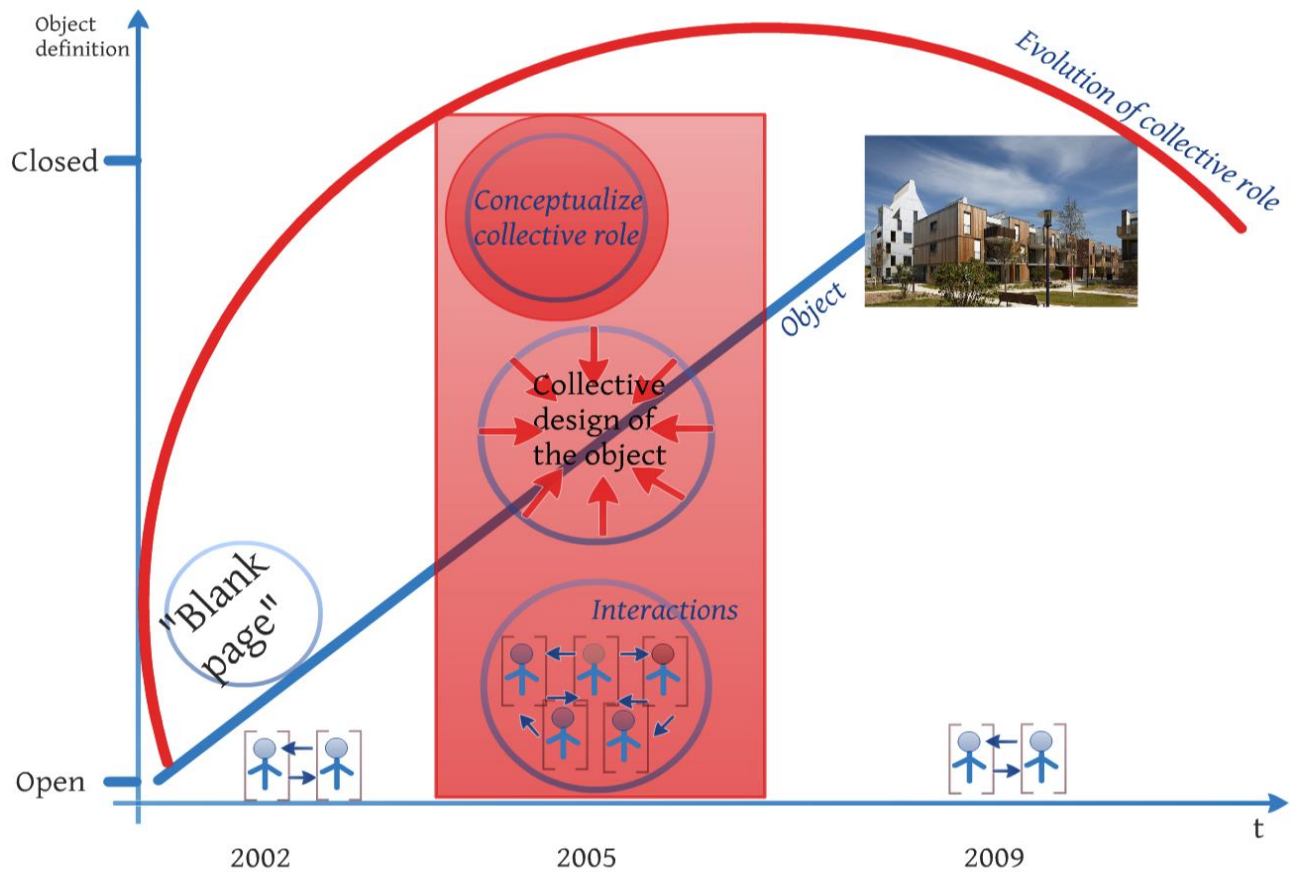 Object
definition
Closed
Open
Evolution of collective role
Conceptualize
collective role
Object
Collective
design of
the object
"Blank
page"
Interactions
t
2002
2005
2009